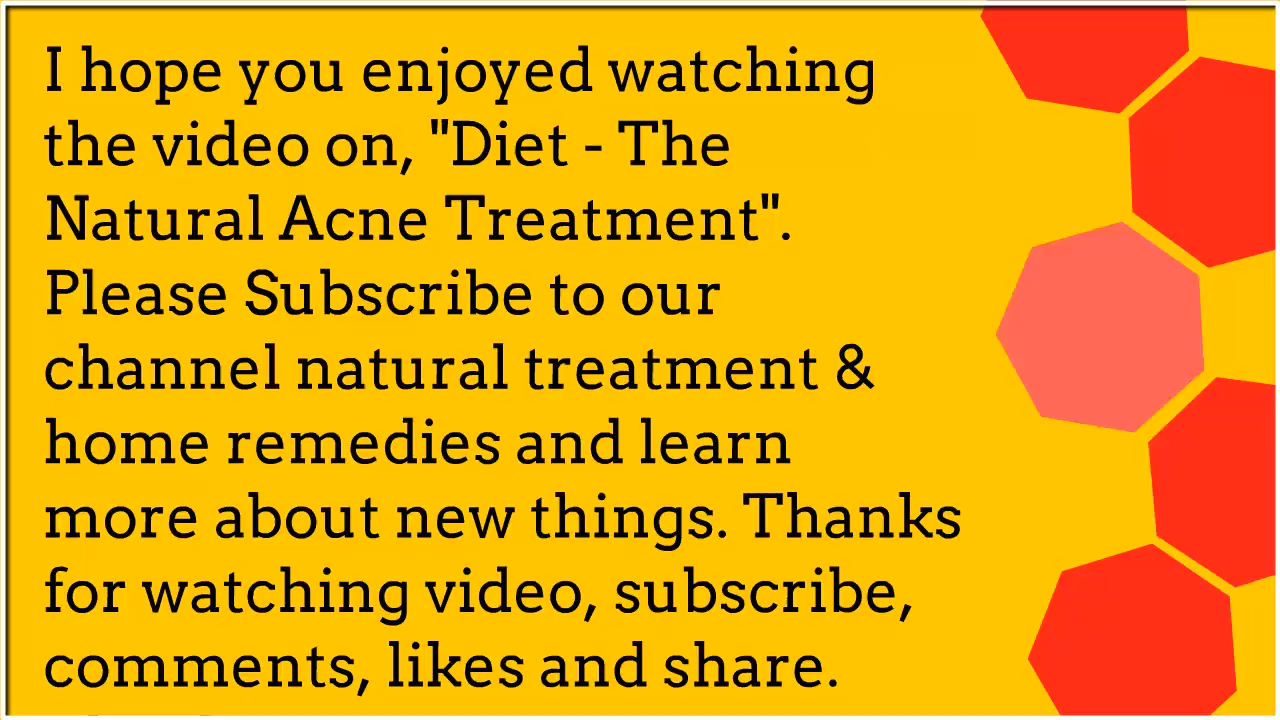 I hope you enjoyed watching
the video on, "Diet - The
Natural Acne Treatment".
Please Subscribe to our
channel natural treatment &
home remedies and learn
more about new things. Thanks
for watching video, subscribe,
comments, likes and share.